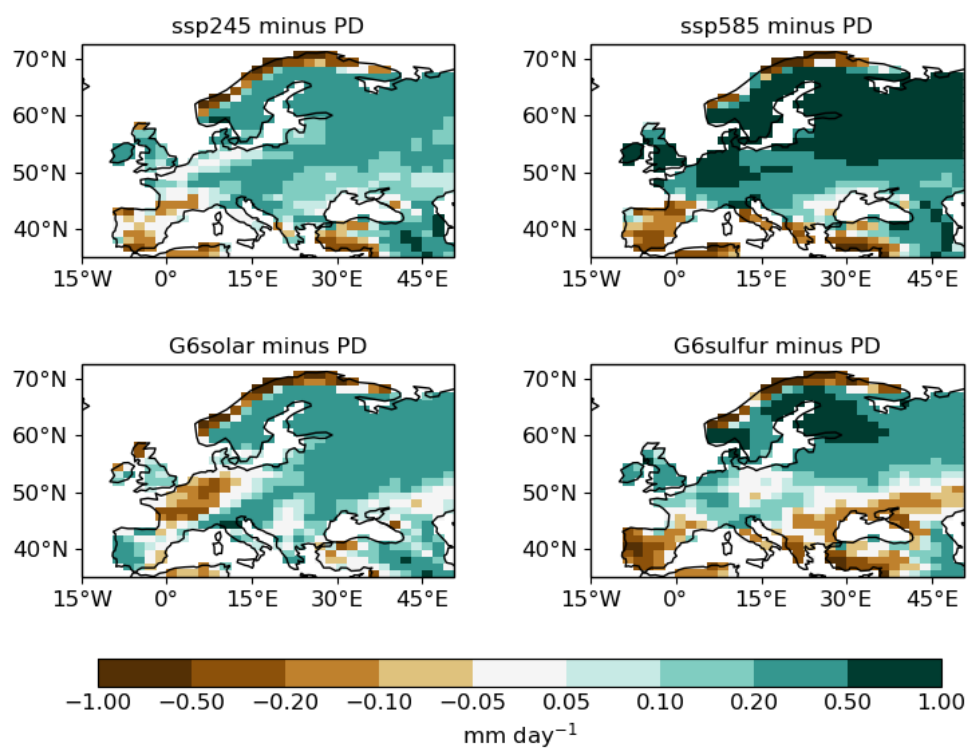 ssp245 minus PD
ssp585 minus PD
70°N
60°N
50°N
40°N
15°W 0° 15°E 30°E 45°E
70°N
60°N
50°N
40°N
15°W 0° 15°E 30°E 45°E
G6solar minus PD
G6sulfur minus PD
70°N
60°N
50°N
40°N
15°W 0° 15°E 30°E 45°E
70°N
60°N
50°N
40°N
15°W 0° 15°E 30°E 45°E
−1.00 −0.50 −0.20 −0.10 −0.05 0.05 0.10 0.20 0.50 1.00
mm day⁻¹